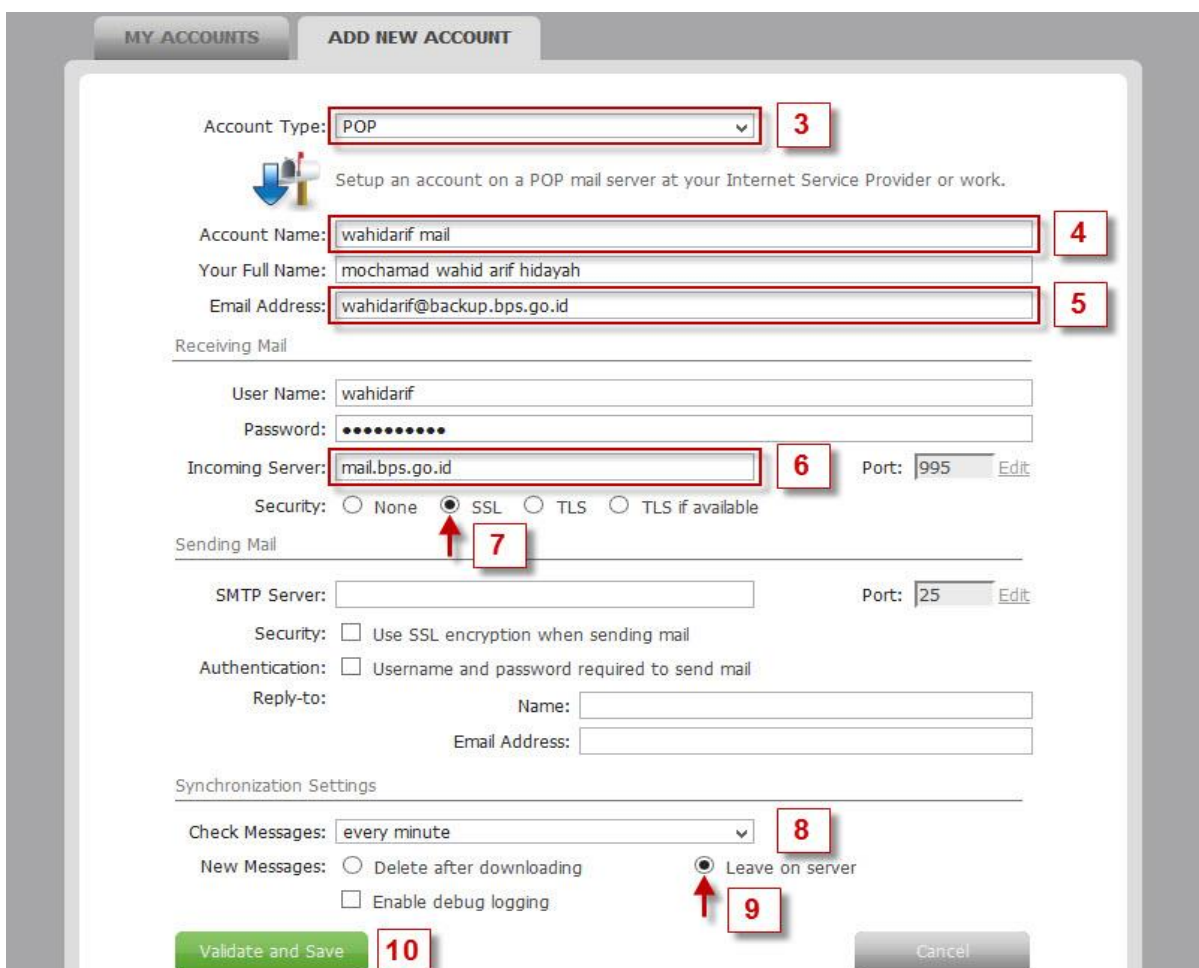 MY ACCOUNTS ADD NEW ACCOUNT
Account Type: POP 3
Setup an account on a POP mail server at your Internet Service Provider or work.
Account Name: wahidarif mail 4
Your Full Name: mochamad wahid arif hidayah
Email Address: wahidarif@backup.bps.go.id 5
Receiving Mail
User Name: wahidarif
Password: ••••••••••
Incoming Server: mail.bps.go.id 6 Port: 995 Edit
Security: None SSL TLS TLS if available
7
Sending Mail
SMTP Server: Port: 25 Edit
Security: Use SSL encryption when sending mail
Authentication: Username and password required to send mail
Reply-to: Name:
Email Address:
Synchronization Settings
Check Messages: every minute 8
New Messages: Delete after downloading Leave on server
Enable debug logging 9
Validate and Save 10 Cancel